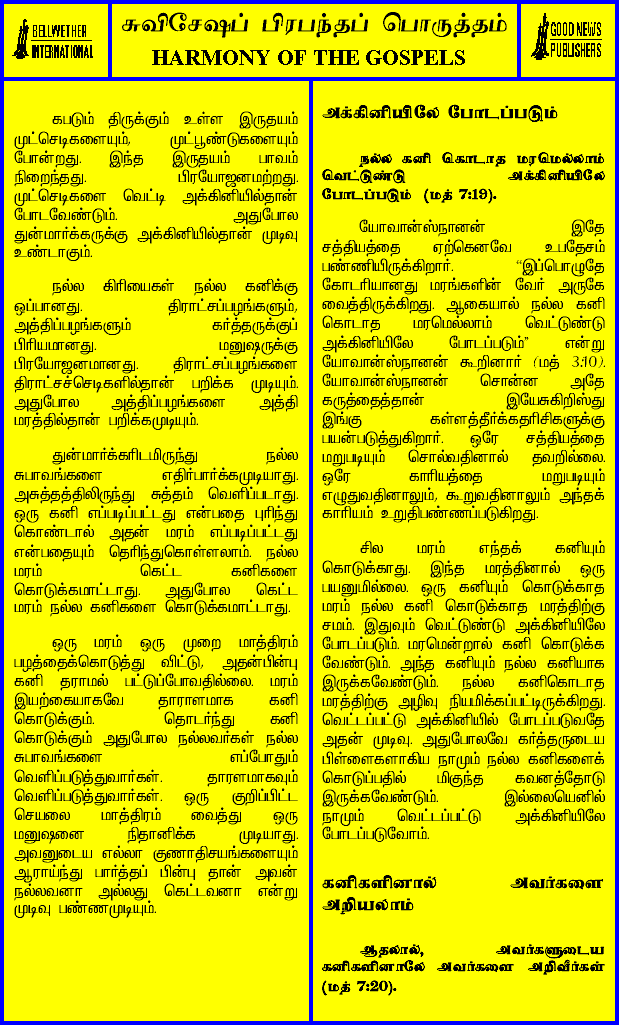 BELLWETHER
INTERNATIONAL
சுவிசேஷப் பிரபந்தப் பொருத்தம்
HARMONY OF THE GOSPELS
GOOD NEWS
PUBLISHERS
கபடும் திருக்கும் உள்ள இருதயம்
முட்செடிகளையும், முட்பூண்டுகளையும்
போன்றது. இந்த இருதயம் பாவம்
நிறைந்தது. பிரயோஜனமற்றது.
முட்செடிகளை வெட்டி அக்கினியில்தான்
போடவேண்டும். அதுபோல
துன்மார்க்கருக்கு அக்கினியில்தான் முடிவு
உண்டாகும்.
நல்ல கிரியைகள் நல்ல கனிக்கு
ஒப்பானது. திராட்சப்பழங்களும்,
அத்திப்பழங்களும் கர்த்தருக்குப்
பிரியமானது. மனுஷருக்கு
பிரயோஜனமானது. திராட்சப்பழங்களை
திராட்சச்செடிகளில்தான் பறிக்க முடியும்.
அதுபோல அத்திப்பழங்களை அத்தி
மரத்தில்தான் பறிக்கமுடியும்.
துன்மார்க்கரிடமிருந்து நல்ல
சுபாவங்களை எதிர்பார்க்கமுடியாது.
அசுத்தத்திலிருந்து சுத்தம் வெளிப்படாது.
ஒரு கனி எப்படிப்பட்டது என்பதை புரிந்து
கொண்டால் அதன் மரம் எப்படிப்பட்டது
என்பதையும் தெரிந்துகொள்ளலாம். நல்ல
மரம் கெட்ட கனிகளை
கொடுக்கமாட்டாது. அதுபோல கெட்ட
மரம் நல்ல கனிகளை கொடுக்கமாட்டாது.
ஒரு மரம் ஒரு முறை மாத்திரம்
பழத்தைக்கொடுத்து விட்டு, அதன்பின்பு
கனி தராமல் பட்டுப்போவதில்லை. மரம்
இயற்கையாகவே தாராளமாக கனி
கொடுக்கும். தொடர்ந்து கனி
கொடுக்கும் அதுபோல நல்லவர்கள் நல்ல
சுபாவங்களை எப்போதும்
வெளிப்படுத்துவார்கள். தாரளமாகவும்
வெளிப்படுத்துவார்கள். ஒரு குறிப்பிட்ட
செயலை மாத்திரம் வைத்து ஒரு
மனுஷனை நிதானிக்க முடியாது.
அவனுடைய எல்லா குணாதிசயங்களையும்
ஆராய்ந்து பார்த்தப் பின்பு தான் அவன்
நல்லவனா அல்லது கெட்டவனா என்று
முடிவு பண்ணமுடியும்.
அக்கினியிலே போடப்படும்
நல்ல கனி கொடாத மரமெல்லாம்
வெட்டுண்டு அக்கினியிலே
போடப்படும் (மத் 7:19).
யோவான்ஸ்நானன் இதே
சத்தியத்தை ஏற்கெனவே உபதேசம்
பண்ணியிருக்கிறார். “இப்பொழுதே
கோடரியானது மரங்களின் வேர் அருகே
வைத்திருக்கிறது. ஆகையால் நல்ல கனி
கொடாத மரமெல்லாம் வெட்டுண்டு
அக்கினியிலே போடப்படும்” என்று
யோவான்ஸ்நானன் கூறினார் (மத் 3:10).
யோவான்ஸ்நானன் சொன்ன அதே
கருத்தைத்தான் இயேசுகிறிஸ்து
இங்கு கள்ளத்தீர்க்கதரிசிகளுக்கு
பயன்படுத்துகிறார். ஒரே சத்தியத்தை
மறுபடியும் சொல்வதினால் தவறில்லை.
ஒரே காரியத்தை மறுபடியும்
எழுதுவதினாலும், கூறுவதினாலும் அந்தக்
காரியம் உறுதிபண்ணப்படுகிறது.
சில மரம் எந்தக் கனியும்
கொடுக்காது. இந்த மரத்தினால் ஒரு
பயனுமில்லை. ஒரு கனியும் கொடுக்காத
மரம் நல்ல கனி கொடுக்காத மரத்திற்கு
சமம். இதுவும் வெட்டுண்டு அக்கினியிலே
போடப்படும். மரமென்றால் கனி கொடுக்க
வேண்டும். அந்த கனியும் நல்ல கனியாக
இருக்கவேண்டும். நல்ல கனிகொடாத
மரத்திற்கு அழிவு நியமிக்கப்பட்டிருக்கிறது.
வெட்டப்பட்டு அக்கினியில் போடப்படுவதே
அதன் முடிவு. அதுபோலவே கர்த்தருடைய
பிள்ளைகளாகிய நாமும் நல்ல கனிகளைக்
கொடுப்பதில் மிகுந்த கவனத்தோடு
இருக்கவேண்டும். இல்லையெனில்
நாமும் வெட்டப்பட்டு அக்கினியிலே
போடப்படுவோம்.
கனிகளினால் அவர்களை
அறியலாம்
ஆதலால், அவர்களுடைய
கனிகளினாலே அவர்களை அறிவீர்கள்
(மத் 7:20).